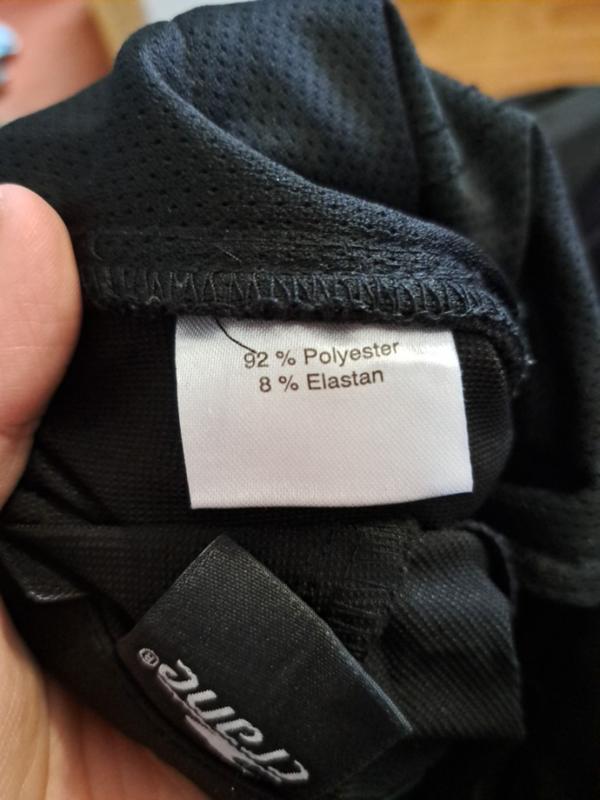 92 % Polyester
8 % Elastan
crane®